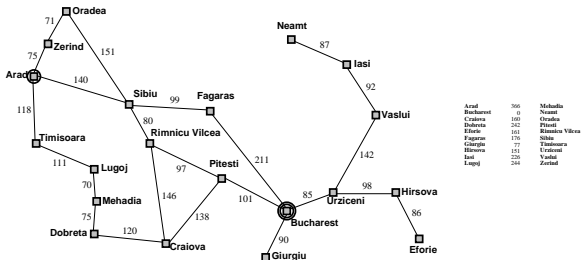 Oradea
71
Neamt
Zerind
87
75
151
Iasi
Arad
140
92
Sibiu
99
Fagaras
118
Vaslui
80
Timisoara
Rimnicu Vilcea
142
111
211
Lugoj
97
Pitesti
70
98
Hirsova
85
146
101
Urziceni
Mehadia
138
86
75
Bucharest
Dobreta
120
90
Craiova
Eforie
Giurgiu
Arad 366 Mehadia
Bucharest 0 Neamt
Craiova 160 Oradea
Dobreta 242 Pitesti
Eforie 161 Rimnicu Vilcea
Fagaras 176 Sibiu
Giurgiu 77 Timisoara
Hirsova 151 Urziceni
Iasi 226 Vaslui
Lugoj 244 Zerind